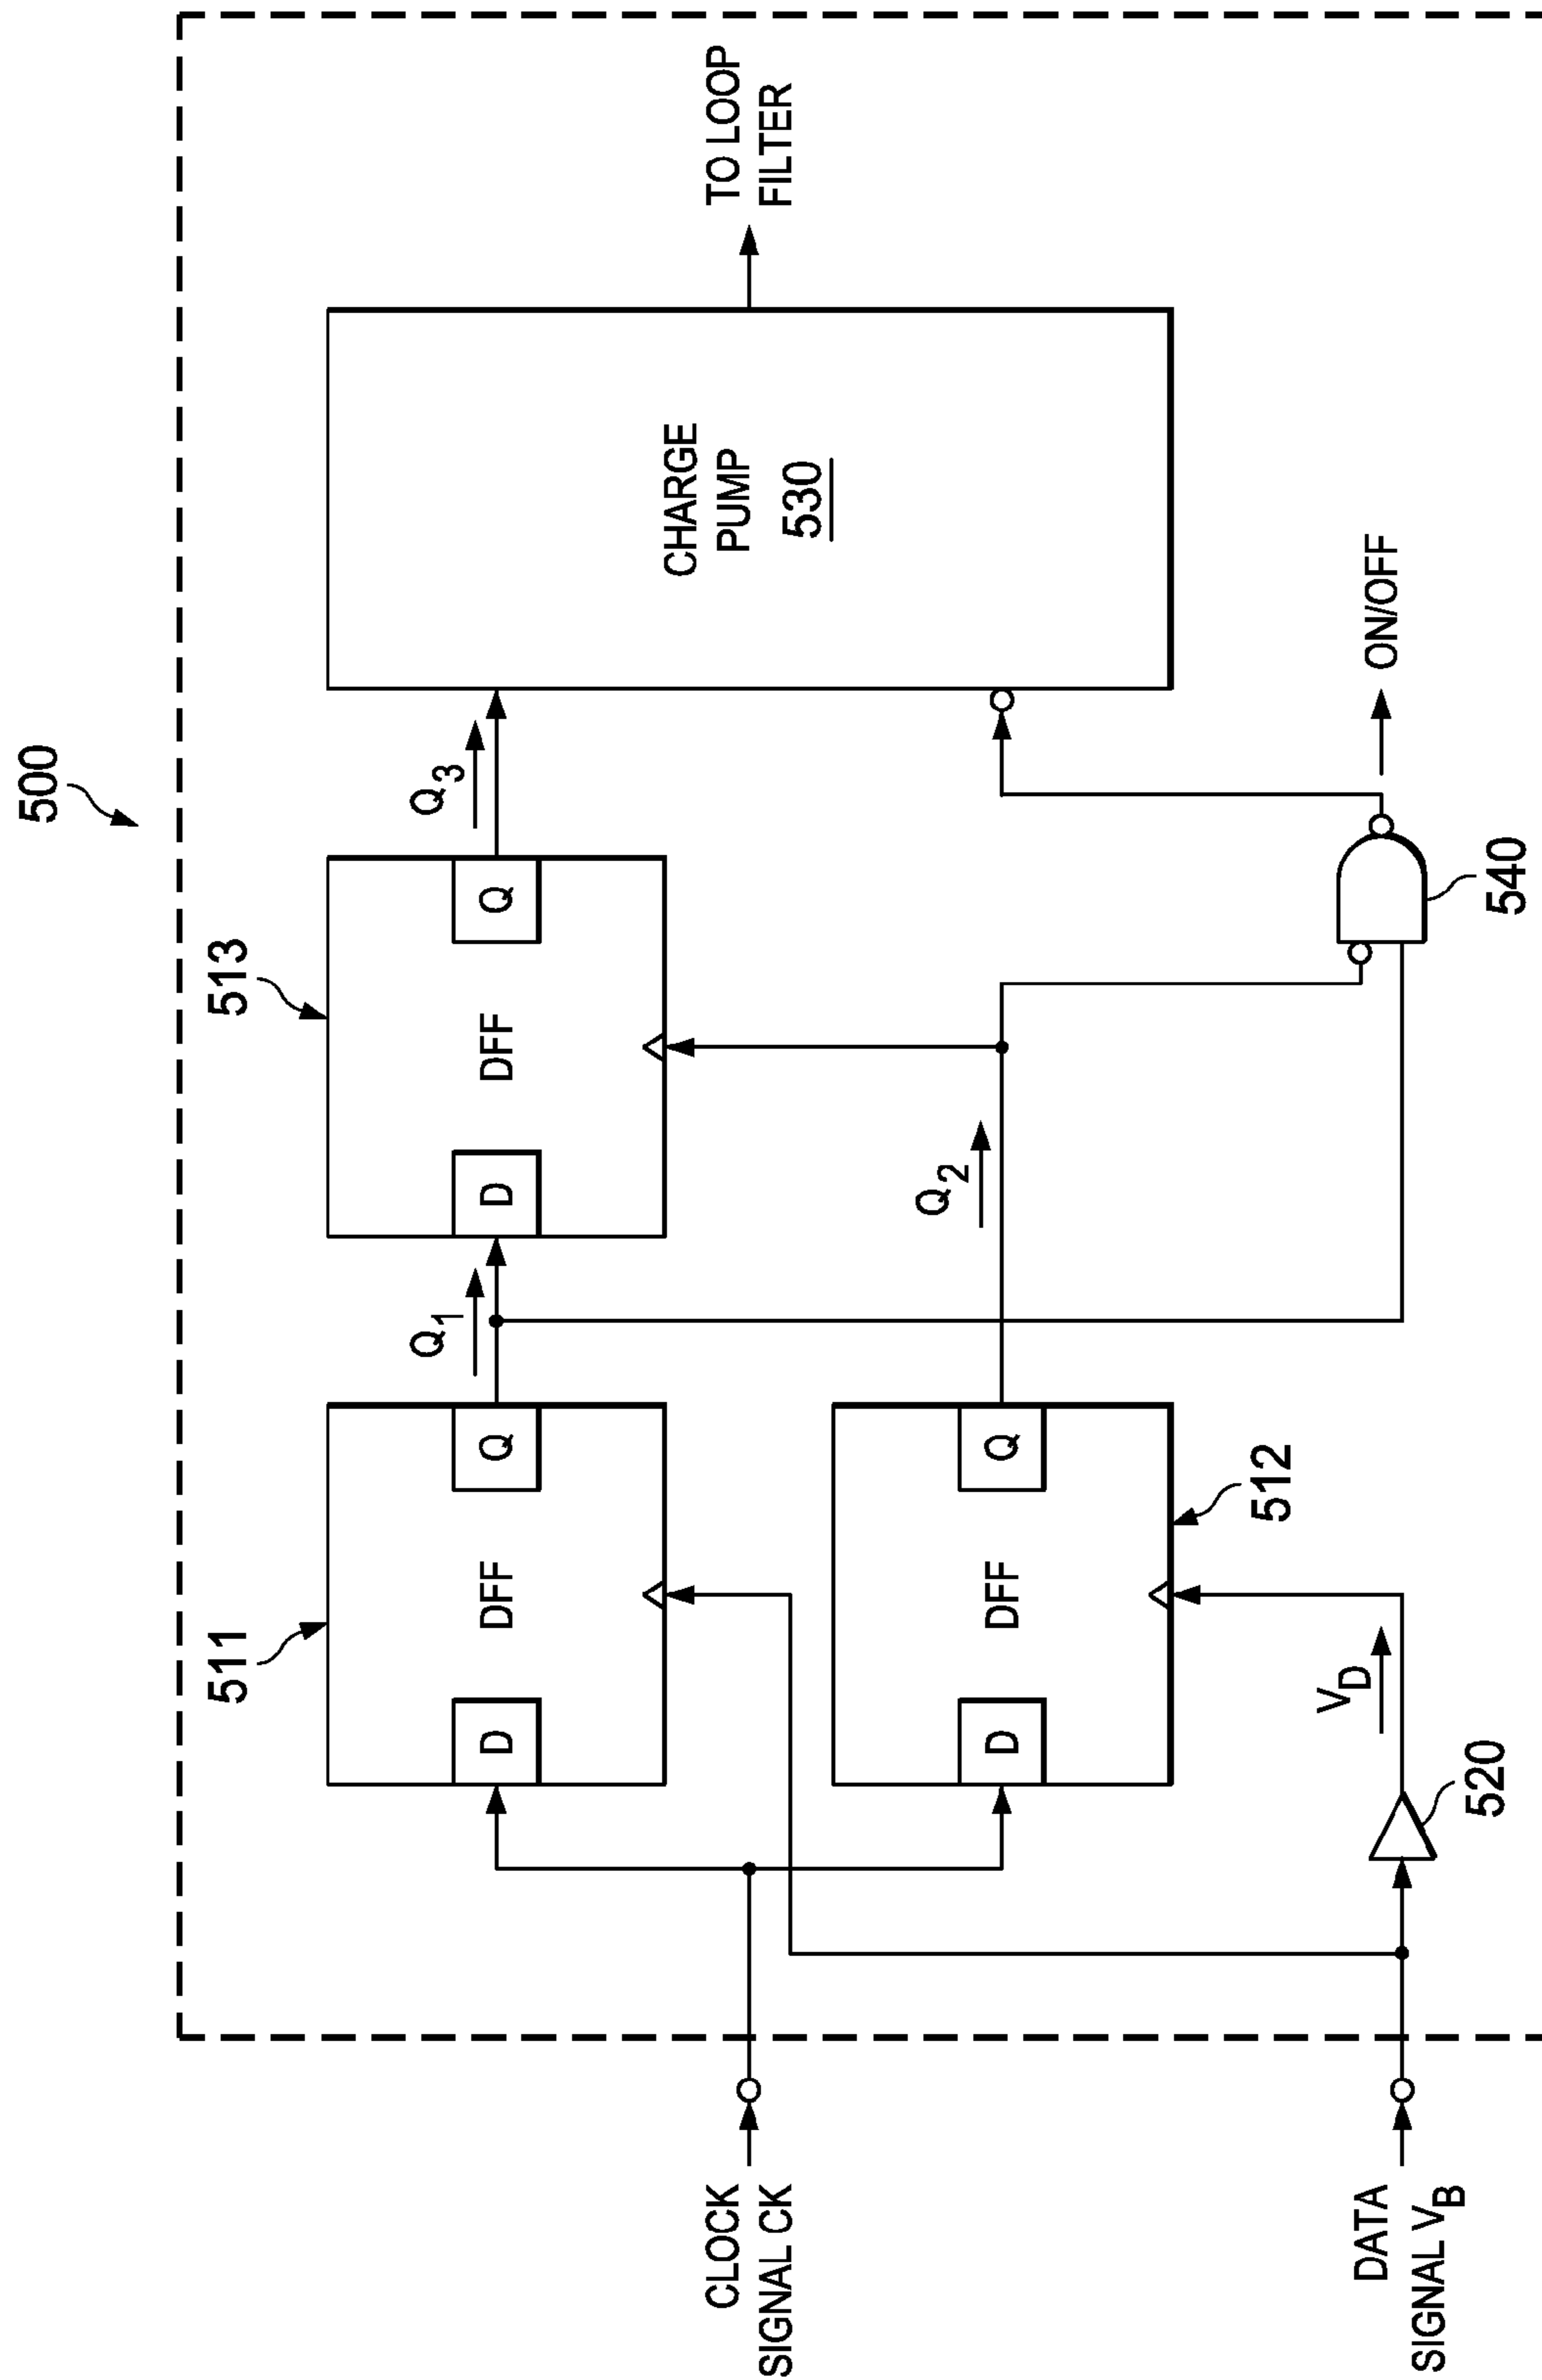 500
511
513
DFF
D
Q
Q1
DFF
D
Q
Q3
CHARGE
PUMP
530
TO LOOP
FILTER
CLOCK
SIGNAL CK
DFF
D
Q
512
Q2
DATA
SIGNAL VB
520
VD
540
ON/OFF